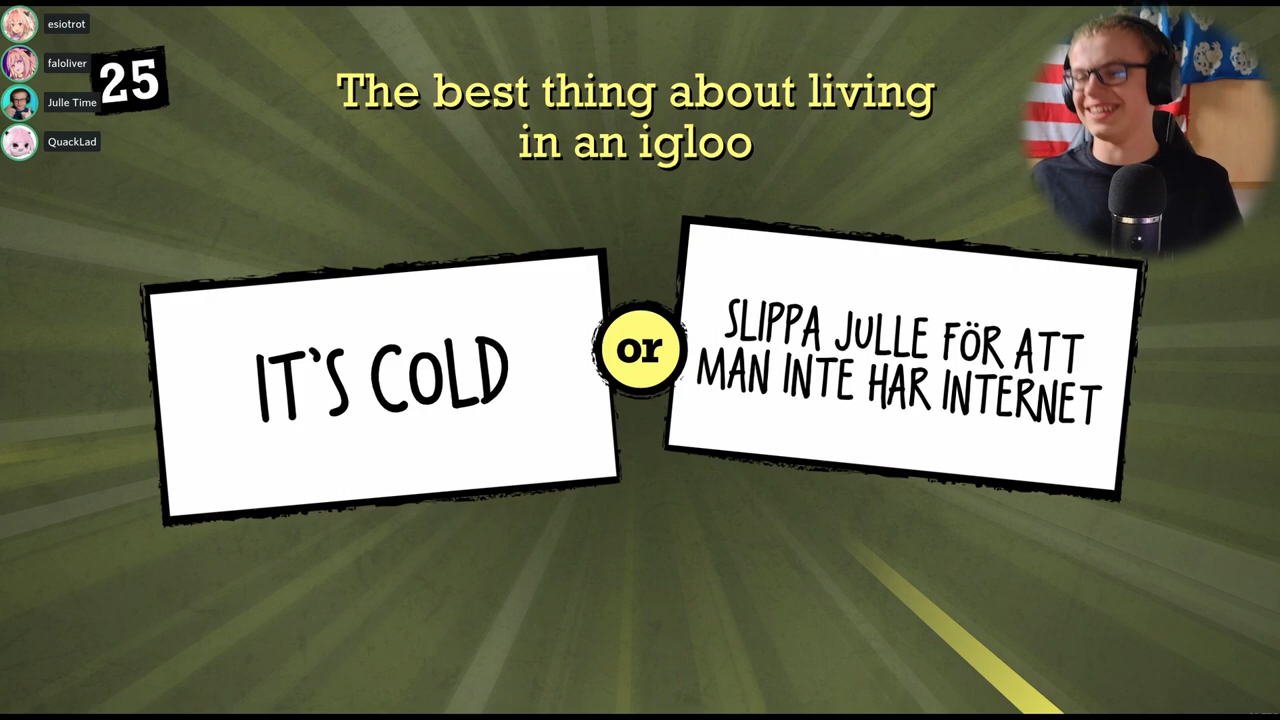 esiotrot
faloliver
25
Julle Time
QuackLad
The best thing about living
in an igloo
IT'S COLD
or
SLIPPA JULLE FÖR ATT
MAN INTE HAR INTERNET